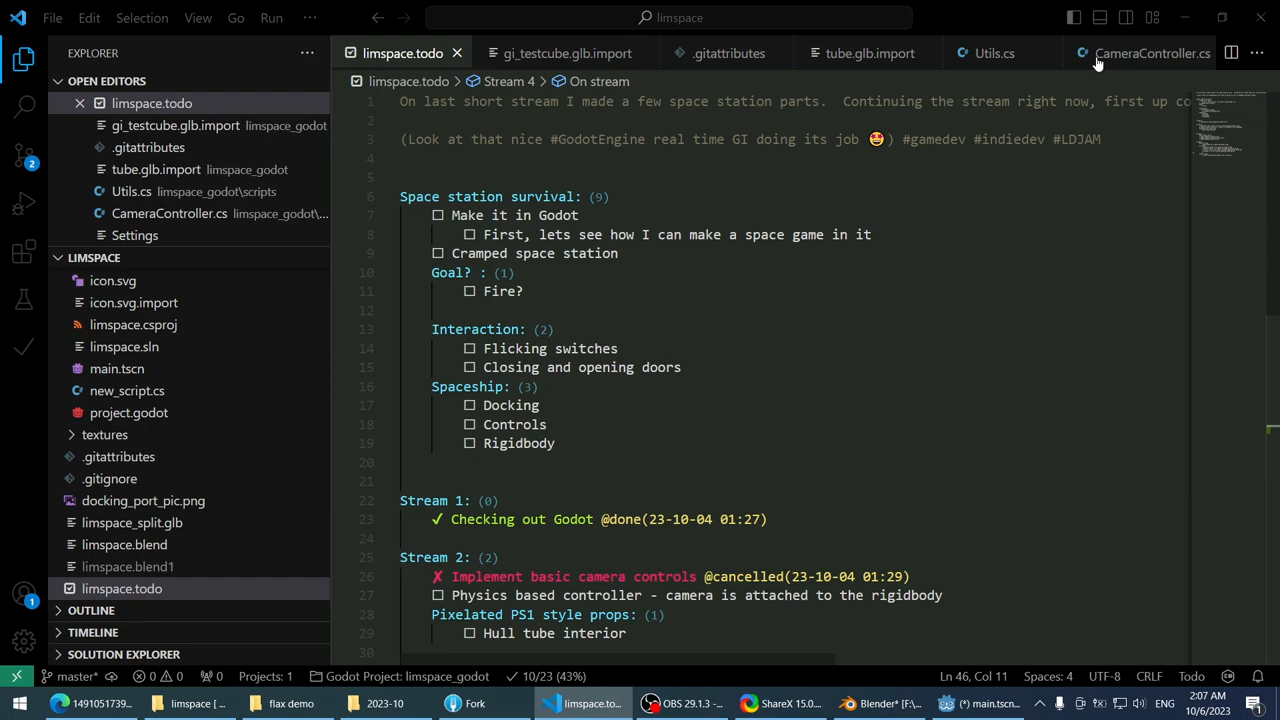 File Edit Selection View Go Run ··· limspace
EXPLORER ···
limspace.todo gi_testcube.glb.import .gitattributes tube.glb.import Utils.cs CameraController.cs ···
OPEN EDITORS
limspace.todo > Stream 4 > On stream
limspace.todo
gi_testcube.glb.import limspace_godot
.gitattributes
tube.glb.import limspace_godot
Utils.cs limspace_godot\scripts
CameraController.cs limspace_godot\...
Settings
LIMSPACE
icon.svg
icon.svg.import
limspace.csproj
limspace.sln
main.tscn
new_script.cs
project.godot
textures
.gitattributes
.gitignore
docking_port_pic.png
limspace_split.glb
limspace.blend
limspace.blend1
limspace.todo
OUTLINE
TIMELINE
SOLUTION EXPLORER
2
1
1 On last short stream I made a few space station parts. Continuing the stream right now, first up co
2
3 (Look at that nice #GodotEngine real time GI doing its job 🤩) #gamedev #indiedev #LDJAM
4
5
6 Space station survival: (9)
7 ☐ Make it in Godot
8 ☐ First, lets see how I can make a space game in it
9 ☐ Cramped space station
10 Goal? : (1)
11 ☐ Fire?
12
13 Interaction: (2)
14 ☐ Flicking switches
15 ☐ Closing and opening doors
16 Spaceship: (3)
17 ☐ Docking
18 ☐ Controls
19 ☐ Rigidbody
20
21
22 Stream 1: (0)
23 ✓ Checking out Godot @done(23-10-04 01:27)
24
25 Stream 2: (2)
26 ✗ Implement basic camera controls @cancelled(23-10-04 01:29)
27 ☐ Physics based controller - camera is attached to the rigidbody
28 Pixelated PS1 style props: (1)
29 ☐ Hull tube interior
30
master* 0 0 0 Projects: 1 Godot Project: limspace_godot ✓ 10/23 (43%) Ln 46, Col 11 Spaces: 4 UTF-8 CRLF Todo
1491051739... limspace [ ... flax demo 2023-10 Fork limspace.to... OBS 29.1.3 - ... ShareX 15.0... Blender* [F:\... (*) main.tscn... ENG 2:07 AM 10/6/2023 1